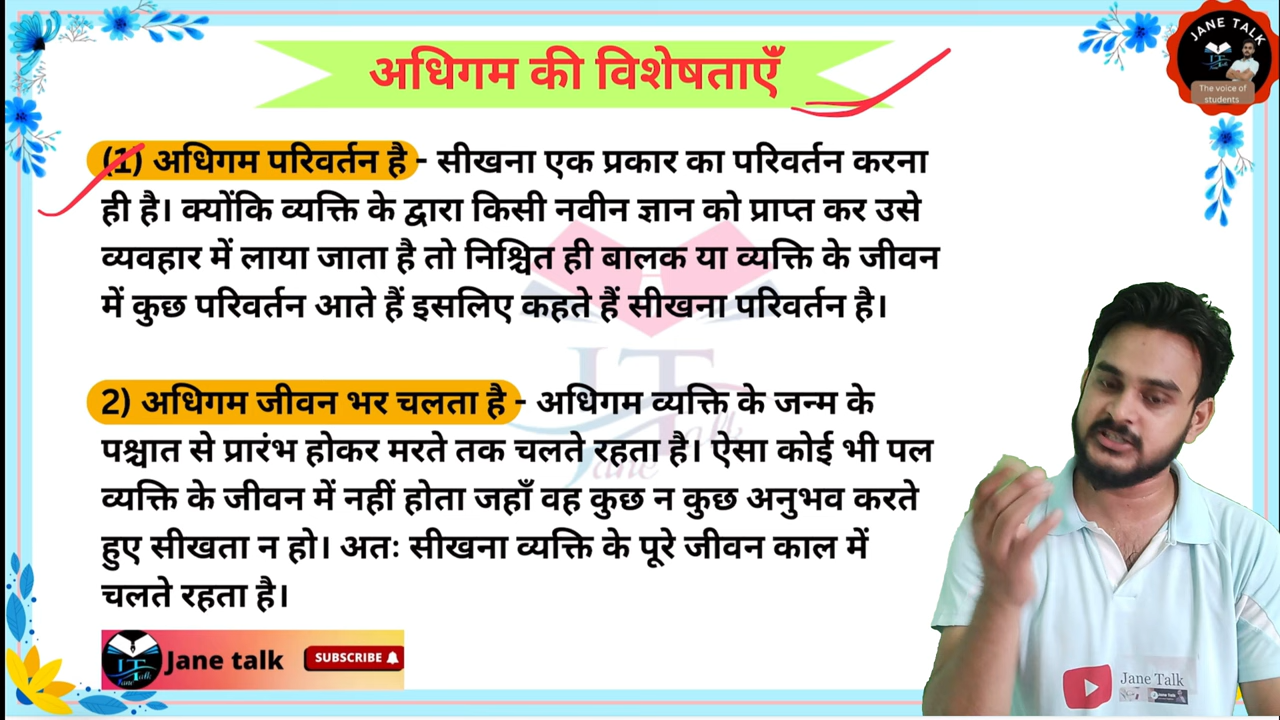 JANE TALK
The voice of
students
अधिगम की विशेषताएँ
(1) अधिगम परिवर्तन है - सीखना एक प्रकार का परिवर्तन करना
ही है। क्योंकि व्यक्ति के द्वारा किसी नवीन ज्ञान को प्राप्त कर उसे
व्यवहार में लाया जाता है तो निश्चित ही बालक या व्यक्ति के जीवन
में कुछ परिवर्तन आते हैं इसलिए कहते हैं सीखना परिवर्तन है।
2) अधिगम जीवन भर चलता है - अधिगम व्यक्ति के जन्म के
पश्चात से प्रारंभ होकर मरते तक चलते रहता है। ऐसा कोई भी पल
व्यक्ति के जीवन में नहीं होता जहाँ वह कुछ न कुछ अनुभव करते
हुए सीखता न हो। अतः सीखना व्यक्ति के पूरे जीवन काल में
चलते रहता है।
Jane talk
SUBSCRIBE
Jane Talk